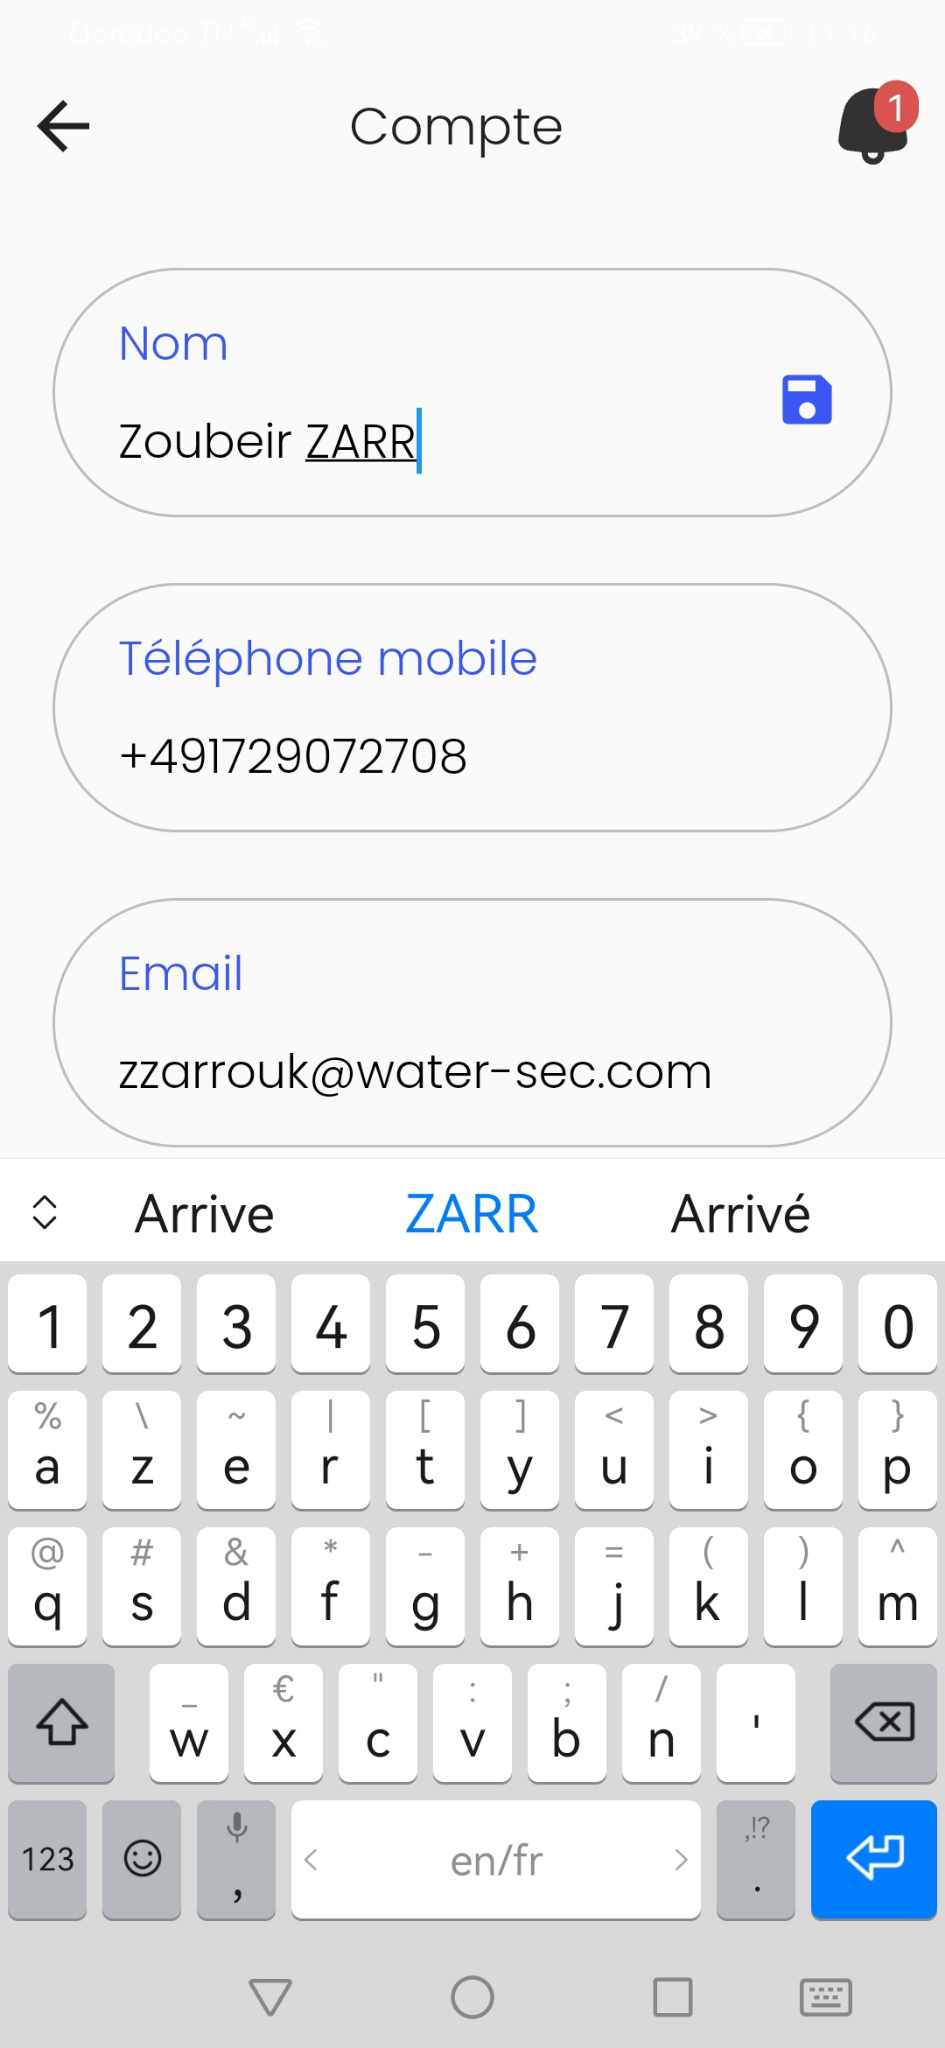 Compte
1
Nom
Zoubeir ZARR
Téléphone mobile
+491729072708
Email
zzarrouk@water-sec.com
Arrive ZARR Arrivé
1 2 3 4 5 6 7 8 9 0
% \ ~ | [ ] < > { }
a z e r t y u i o p
@ # & * - + = ( ) ^
q s d f g h j k l m
_ € " : ; /
w x c v b n '
,!?
123 , < en/fr > .